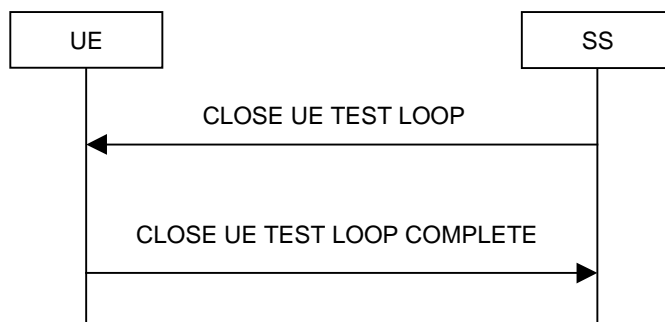 UE
SS
CLOSE UE TEST LOOP
CLOSE UE TEST LOOP COMPLETE